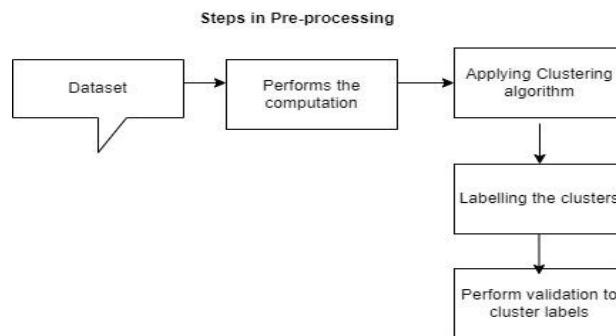 Steps in Pre-processing
Dataset
Performs the
computation
Applying Clustering
algorithm
Labelling the clusters
Perform validation to
cluster labels